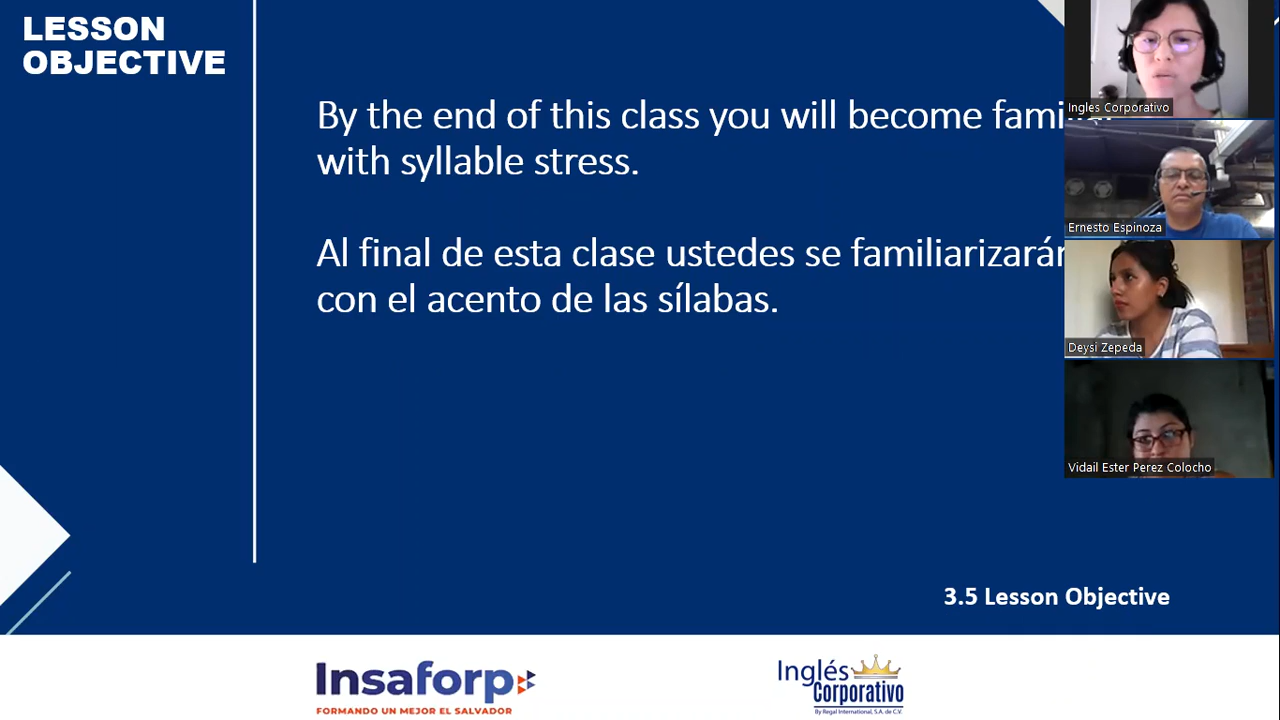 LESSON
OBJECTIVE
By the end of this class you will become
with syllable stress.
Al final de esta clase ustedes se familiarizarán
con el acento de las sílabas.
3.5 Lesson Objective
Insaforp
FORMANDO UN MEJOR EL SALVADOR
Inglés
Corporativo
By Regal International, S.A. de C.V.
Ingles Corporativo
Ernesto Espinoza
Deysi Zepeda
Vidail Ester Perez Colocho